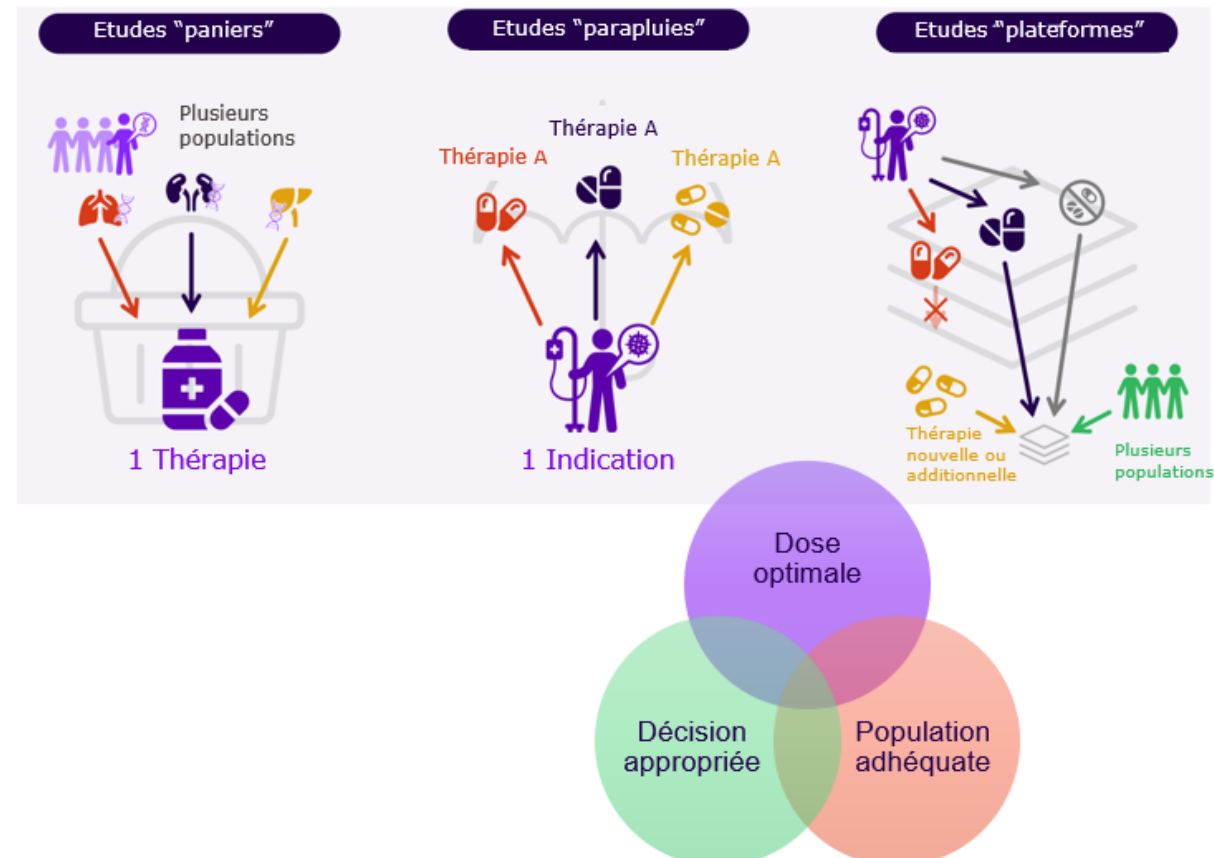 Etudes “paniers”
Plusieurs
populations
1 Thérapie
Etudes “parapluies”
Thérapie A
Thérapie A
Thérapie A
1 Indication
Etudes “plateformes”
Thérapie
nouvelle ou
additionnelle
Plusieurs
populations
Dose
optimale
Décision
appropriée
Population
adhéquate